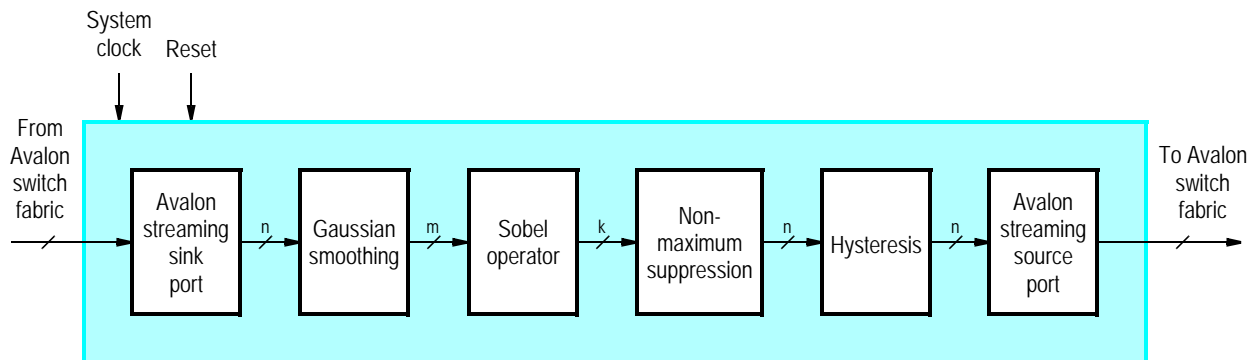 System
clock
Reset
From
Avalon
switch
fabric
Avalon
streaming
sink
port
n
Gaussian
smoothing
m
Sobel
operator
k
Non-
maximum
suppression
n
Hysteresis
n
Avalon
streaming
source
port
To Avalon
switch
fabric